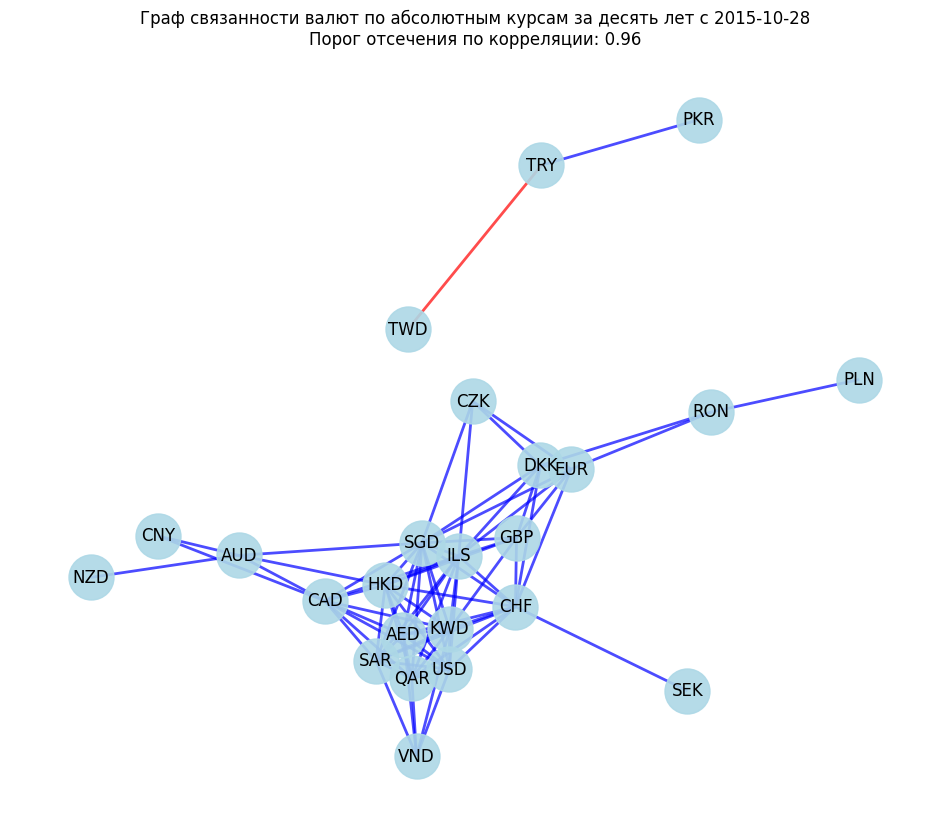 Граф связанности валют по абсолютным курсам за десять лет с 2015-10-28
Порог отсечения по корреляции: 0.96
PKR
TRY
TWD
PLN
CZK
RON
DKK
EUR
CNY
GBP
SGD
AUD
ILS
NZD
HKD
CAD
CHF
KWD
AED
SAR
USD
QAR
SEK
VND